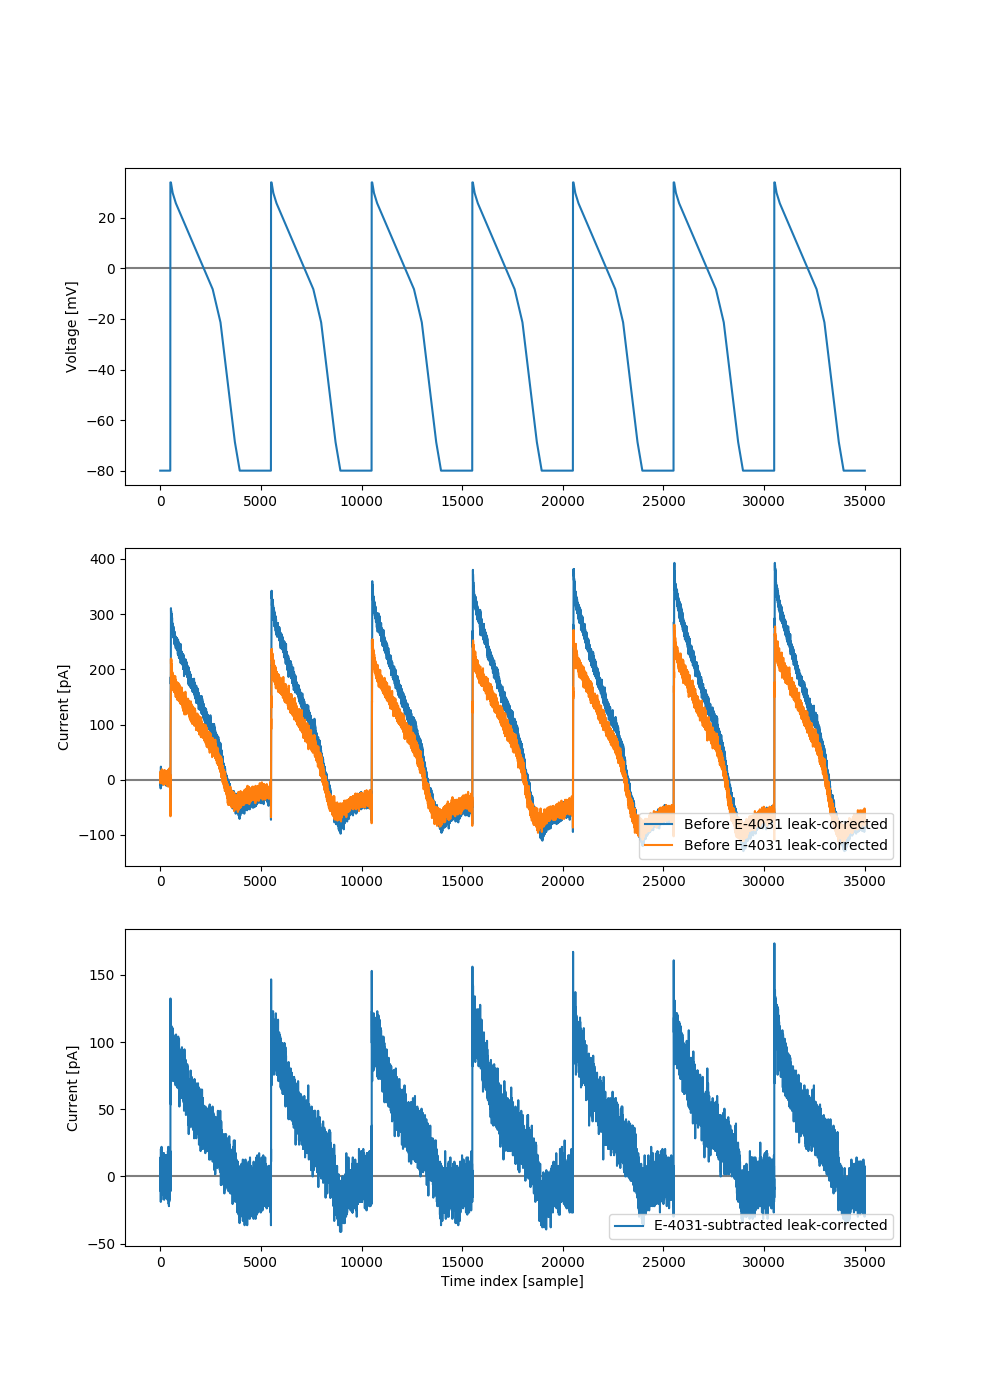 20
0
−20
−40
−60
−80
Voltage [mV]
0 5000 10000 15000 20000 25000 30000 35000
400
300
200
100
0
−100
Current [pA]
Before E-4031 leak-corrected
Before E-4031 leak-corrected
0 5000 10000 15000 20000 25000 30000 35000
150
100
50
0
−50
Current [pA]
E-4031-subtracted leak-corrected
0 5000 10000 15000 20000 25000 30000 35000
Time index [sample]